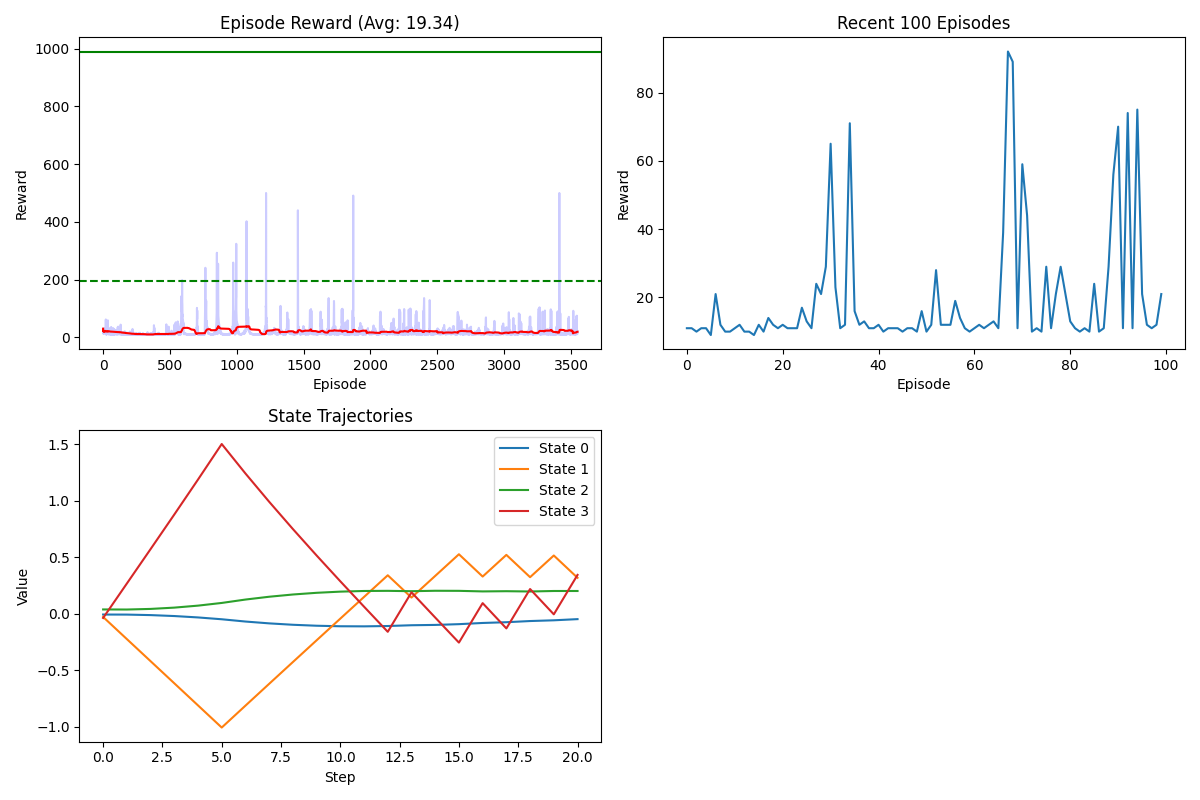 Episode Reward (Avg: 19.34)
1000
800
600
400
200
0
Reward
0 500 1000 1500 2000 2500 3000 3500
Episode
Recent 100 Episodes
80
60
40
20
Reward
0 20 40 60 80 100
Episode
State Trajectories
1.5
1.0
0.5
0.0
−0.5
−1.0
Value
State 0
State 1
State 2
State 3
0.0 2.5 5.0 7.5 10.0 12.5 15.0 17.5 20.0
Step